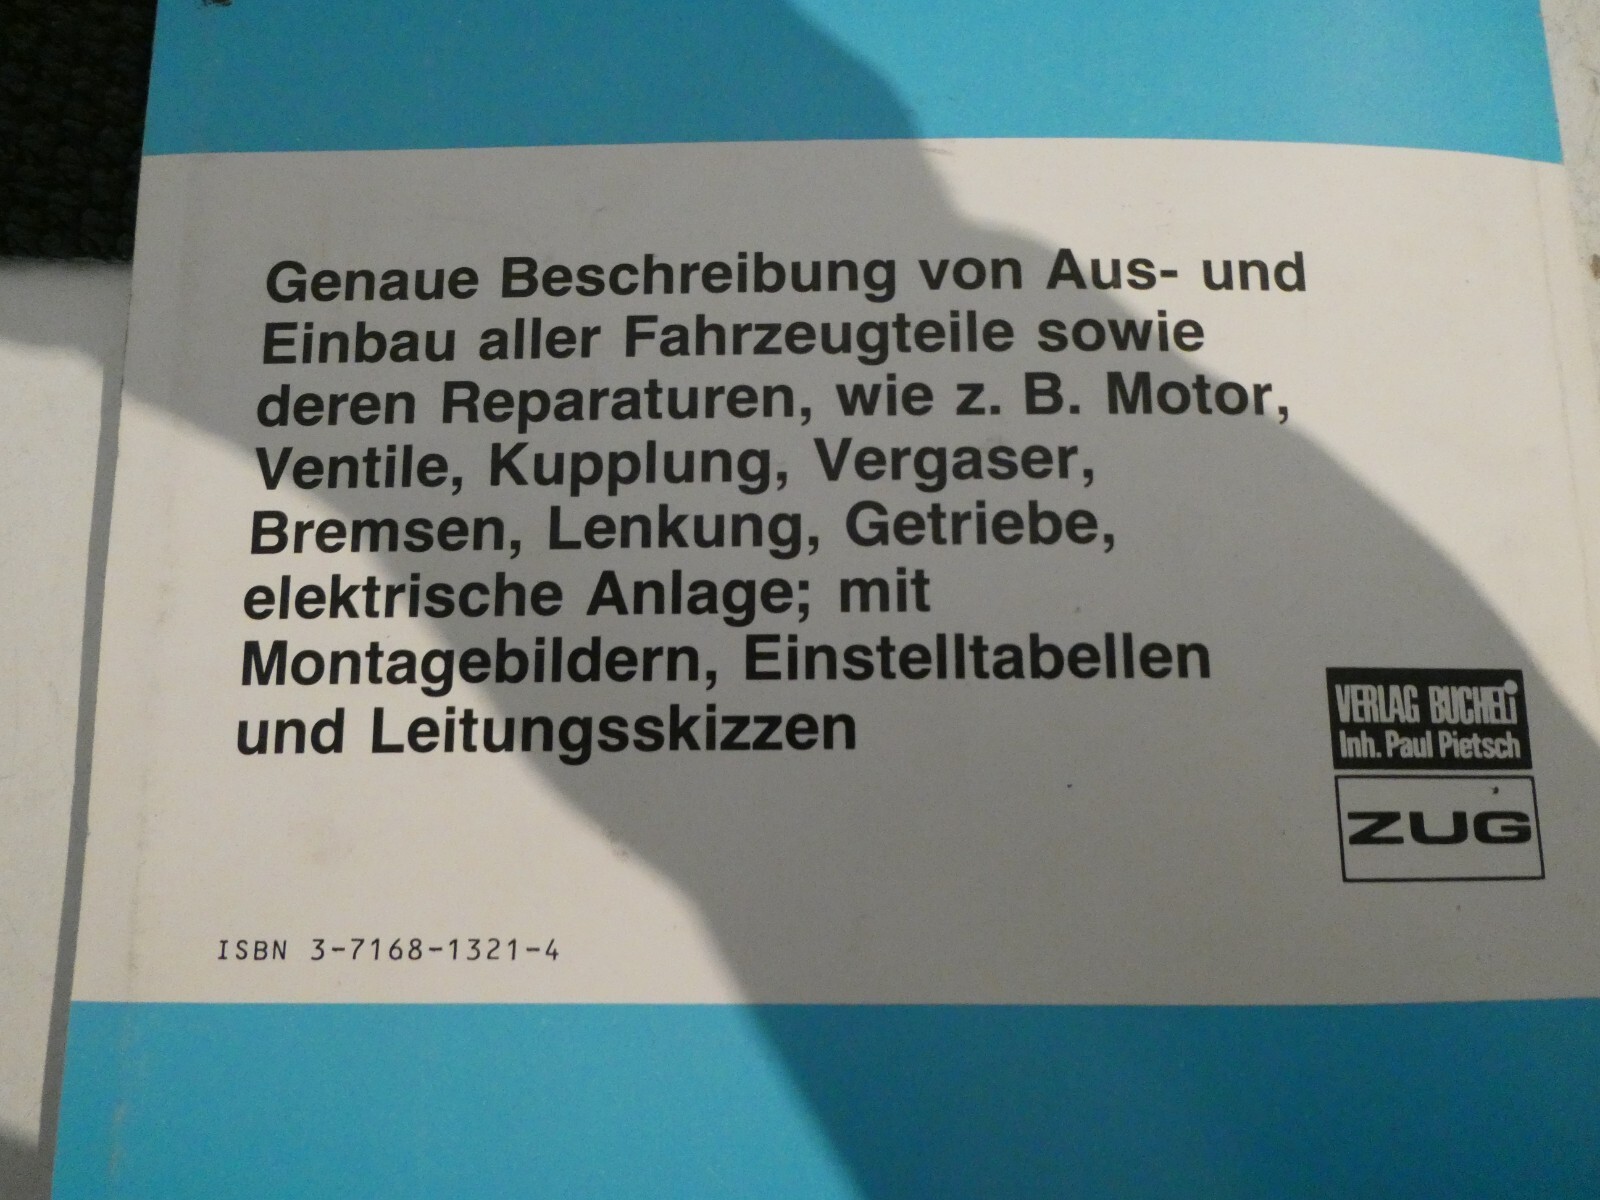 Genaue Beschreibung von Aus- und
Einbau aller Fahrzeugteile sowie
deren Reparaturen, wie z. B. Motor,
Ventile, Kupplung, Vergaser,
Bremsen, Lenkung, Getriebe,
elektrische Anlage; mit
Montagebildern, Einstelltabellen
und Leitungsskizzen
VERLAG BUCHELi
Inh. Paul Pietsch
ZUG
ISBN 3-7168-1321-4